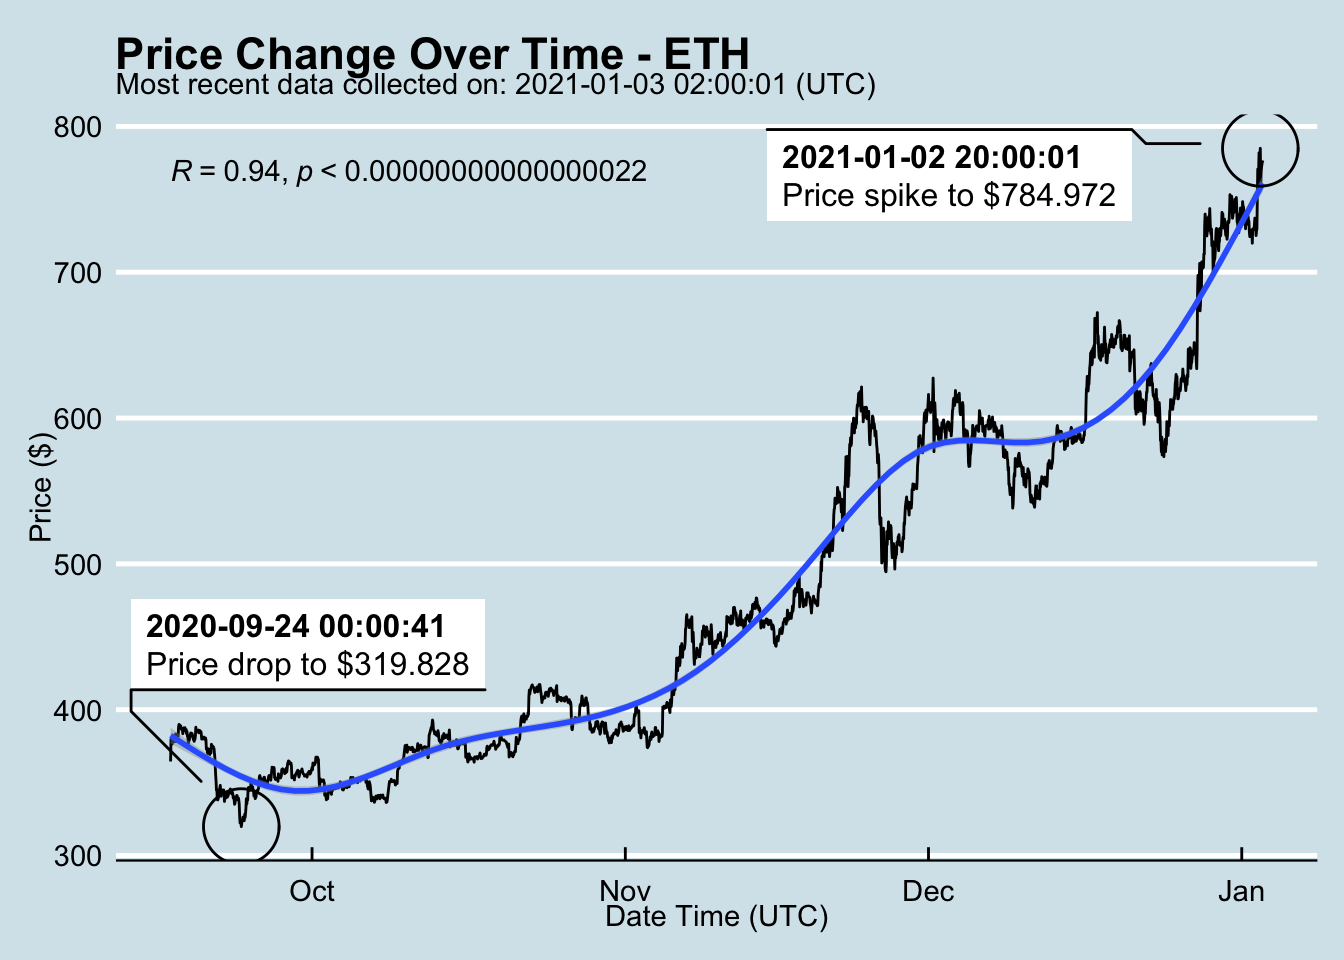 Price Change Over Time - ETH
Most recent data collected on: 2021-01-03 02:00:01 (UTC)
800
R = 0.94, p < 0.00000000000000022
2021-01-02 20:00:01
Price spike to $784.972
700
600
Price ($)
500
2020-09-24 00:00:41
Price drop to $319.828
400
300
Oct Nov Dec Jan
Date Time (UTC)